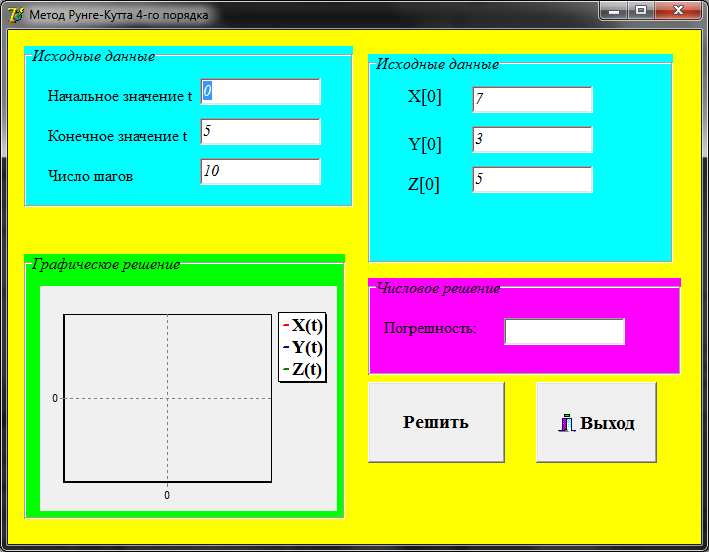 Метод Рунге-Кутта 4-го порядка
Исходные данные
Начальное значение t
0
Конечное значение t
5
Число шагов
10
Исходные данные
X[0]
7
Y[0]
3
Z[0]
5
Графическое решение
X(t)
Y(t)
Z(t)
0
0
Числовое решение
Погрешность:
Решить
Выход